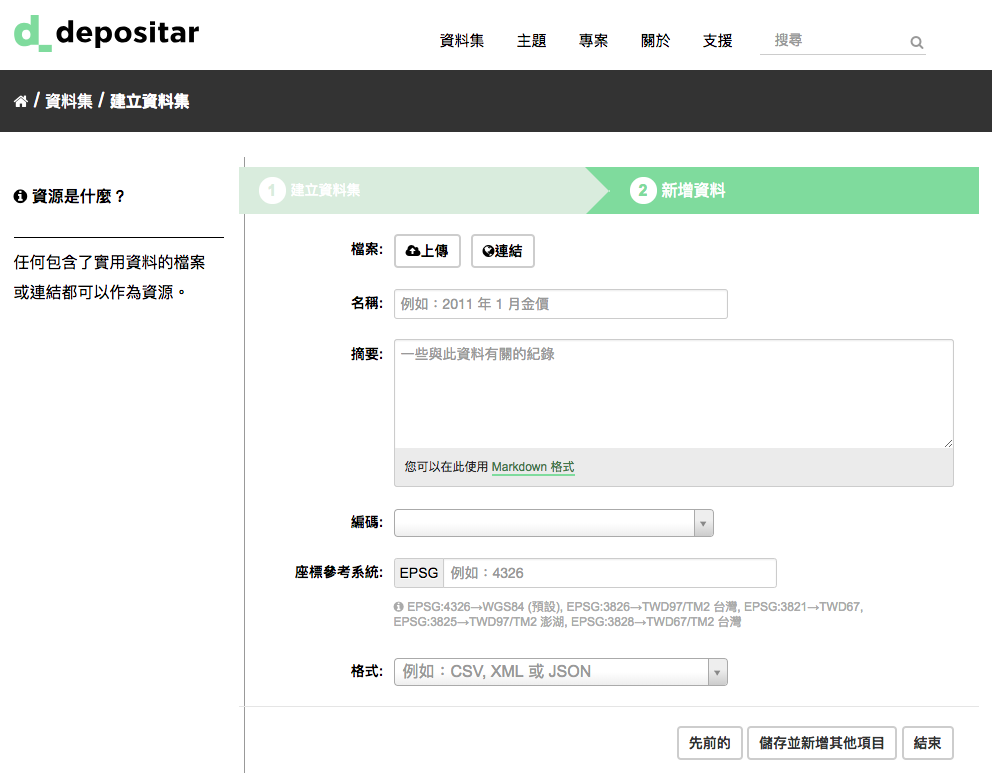 d_ depositar
資料集 主題 專案 關於 支援 搜尋
/ 資料集 / 建立資料集
資源是什麼？
任何包含了實用資料的檔案
或連結都可以作為資源。
1 建立資料集 2 新增資料
檔案: 上傳 連結
名稱: 例如：2011 年 1 月金價
摘要: 一些與此資料有關的紀錄
您可以在此使用 Markdown 格式
編碼:
座標參考系統: EPSG 例如：4326
EPSG:4326→WGS84 (預設), EPSG:3826→TWD97/TM2 台灣, EPSG:3821→TWD67,
EPSG:3825→TWD97/TM2 澎湖, EPSG:3828→TWD67/TM2 台灣
格式: 例如：CSV, XML 或 JSON
先前的 儲存並新增其他項目 結束